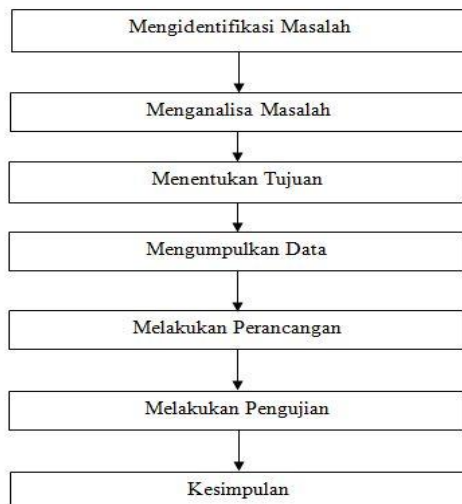 Mengidentifikasi Masalah
Menganalisa Masalah
Menentukan Tujuan
Mengumpulkan Data
Melakukan Perancangan
Melakukan Pengujian
Kesimpulan